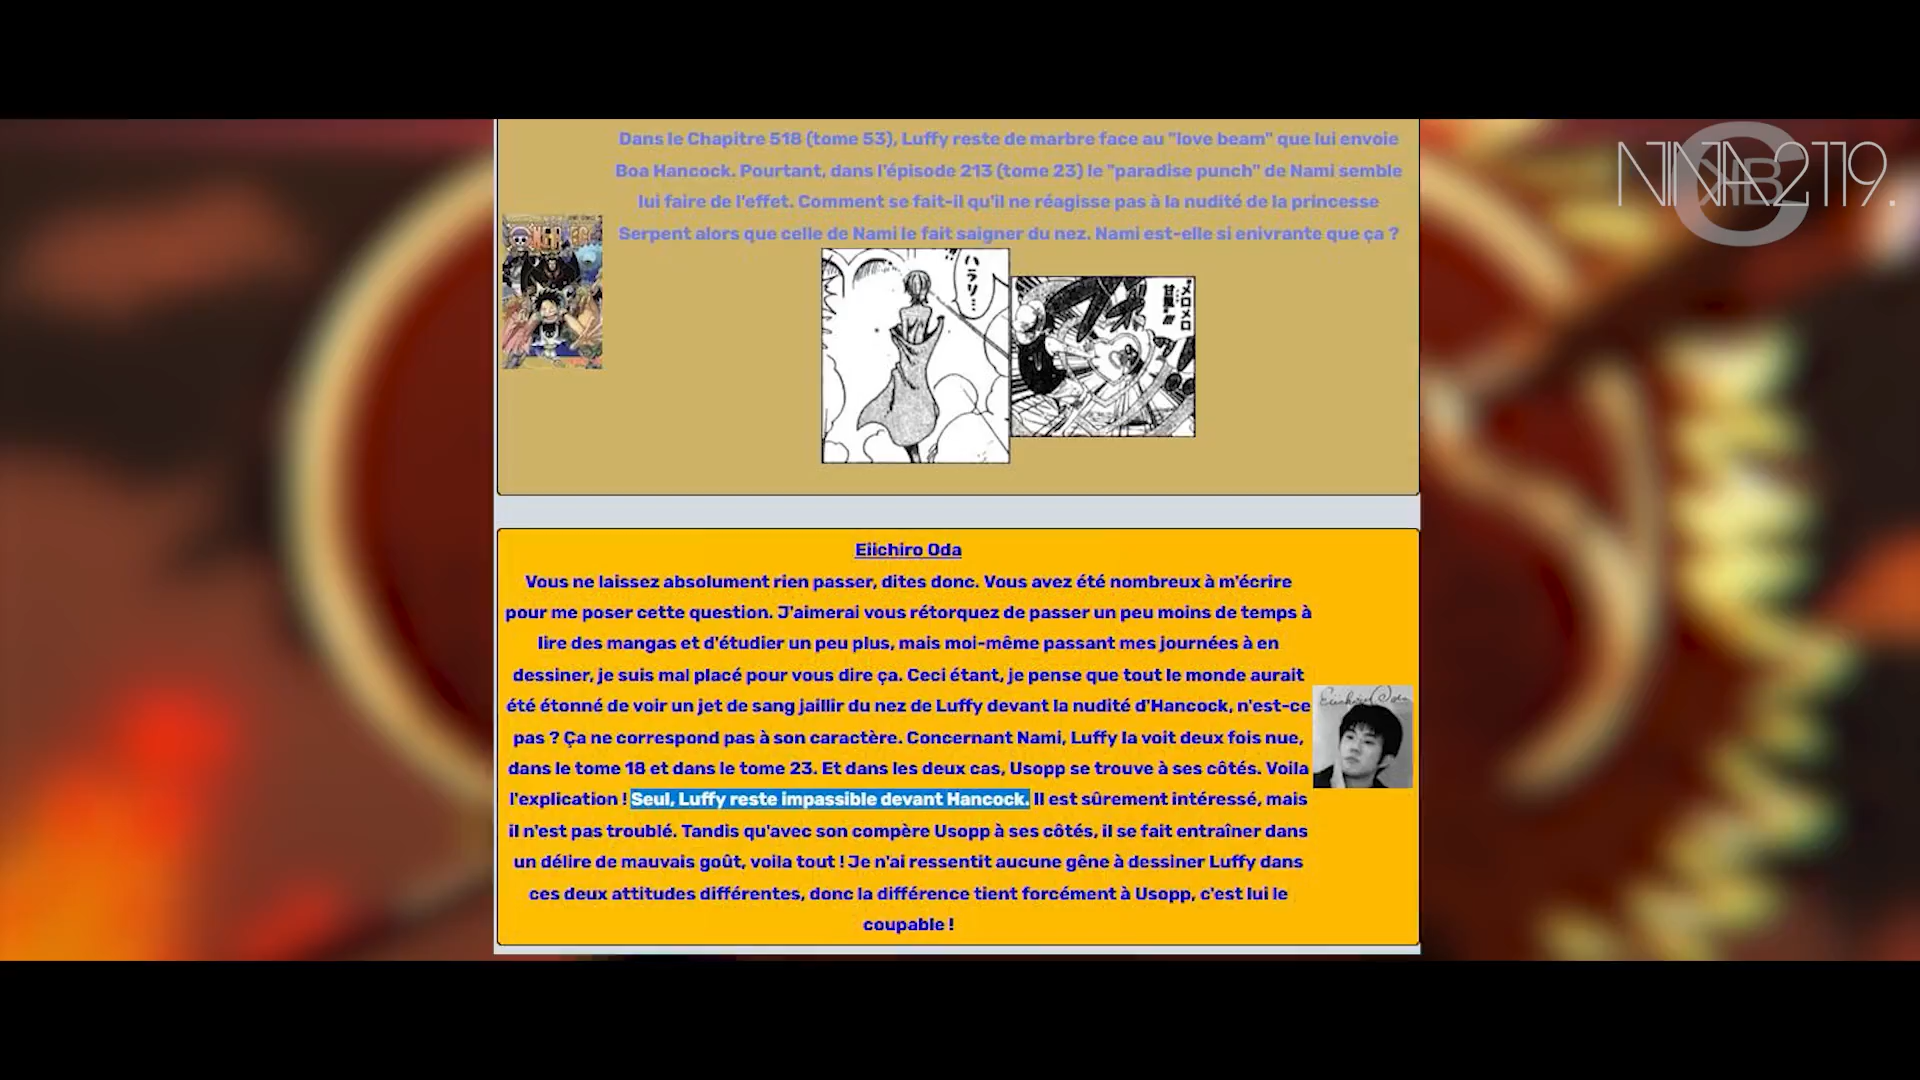 NINA2119.
CKB
Dans le Chapitre 518 (tome 53), Luffy reste de marbre face au "love beam" que lui envoie
Boa Hancock. Pourtant, dans l'épisode 213 (tome 23) le "paradise punch" de Nami semble
lui faire de l'effet. Comment se fait-il qu'il ne réagisse pas à la nudité de la princesse
Serpent alors que celle de Nami le fait saigner du nez. Nami est-elle si enivrante que ça ?
ONE PIECE
ハラリ…
メロメロ
甘風!!!
Eiichiro Oda
Vous ne laissez absolument rien passer, dites donc. Vous avez été nombreux à m'écrire
pour me poser cette question. J'aimerai vous rétorquez de passer un peu moins de temps à
lire des mangas et d'étudier un peu plus, mais moi-même passant mes journées à en
dessiner, je suis mal placé pour vous dire ça. Ceci étant, je pense que tout le monde aurait
été étonné de voir un jet de sang jaillir du nez de Luffy devant la nudité d'Hancock, n'est-ce
pas ? Ça ne correspond pas à son caractère. Concernant Nami, Luffy la voit deux fois nue,
dans le tome 18 et dans le tome 23. Et dans les deux cas, Usopp se trouve à ses côtés. Voila
l'explication ! Seul, Luffy reste impassible devant Hancock. Il est sûrement intéressé, mais
il n'est pas troublé. Tandis qu'avec son compère Usopp à ses côtés, il se fait entraîner dans
un délire de mauvais goût, voila tout ! Je n'ai ressentit aucune gêne à dessiner Luffy dans
ces deux attitudes différentes, donc la différence tient forcément à Usopp, c'est lui le
coupable !
Eiichiro Oda